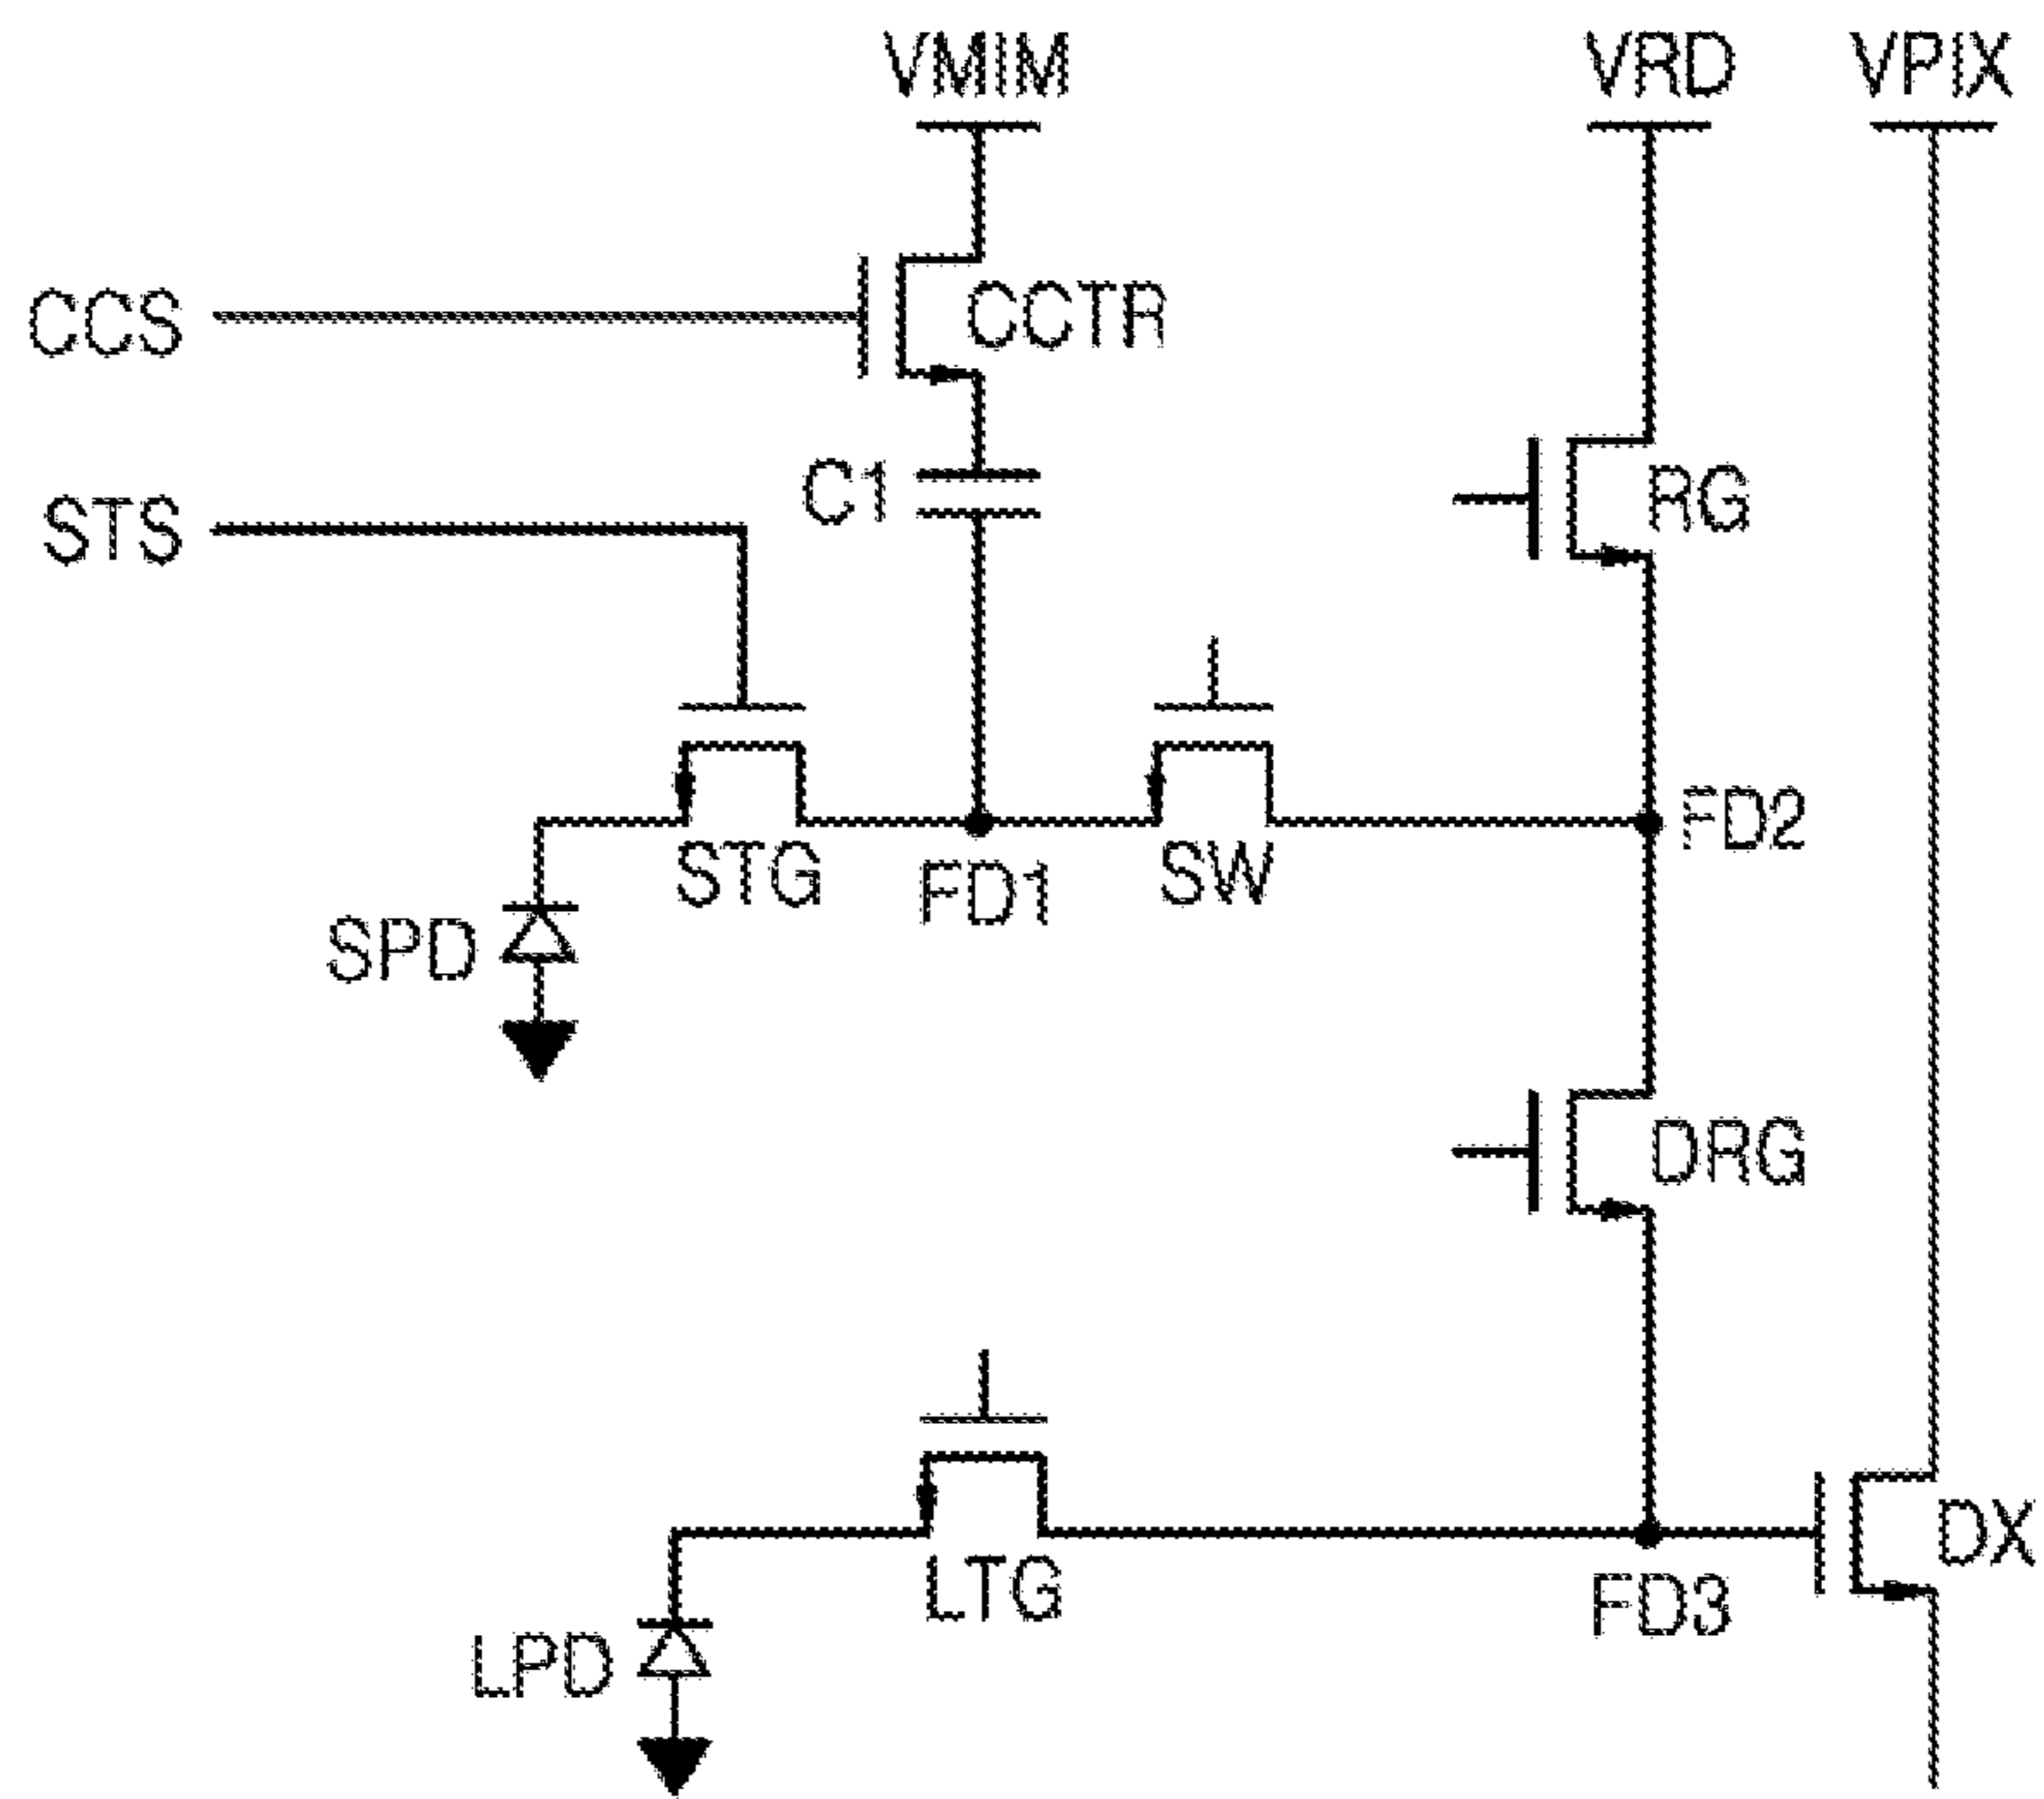 VMIM
VRD
VPIX
CCS
CCTR
C1
RG
STS
STG
FD1
SW
FD2
SPD
DRG
LTG
FD3
DX
LPD